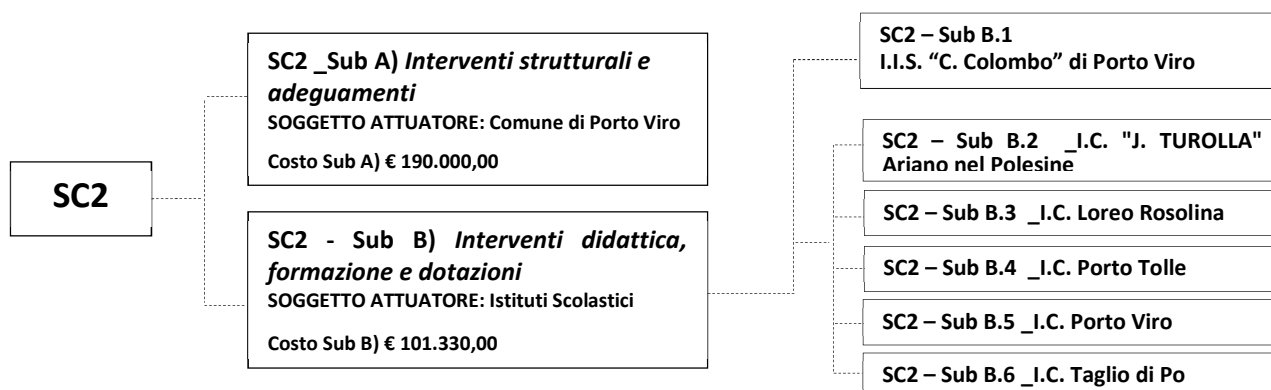 SC2
SC2 _Sub A) Interventi strutturali e
adeguamenti
SOGGETTO ATTUATORE: Comune di Porto Viro
Costo Sub A) € 190.000,00
SC2 - Sub B) Interventi didattica,
formazione e dotazioni
SOGGETTO ATTUATORE: Istituti Scolastici
Costo Sub B) € 101.330,00
SC2 – Sub B.1
I.I.S. “C. Colombo” di Porto Viro
SC2 – Sub B.2 _I.C. "J. TUROLLA"
Ariano nel Polesine
SC2 – Sub B.3 _I.C. Loreo Rosolina
SC2 – Sub B.4 _I.C. Porto Tolle
SC2 – Sub B.5 _I.C. Porto Viro
SC2 – Sub B.6 _I.C. Taglio di Po